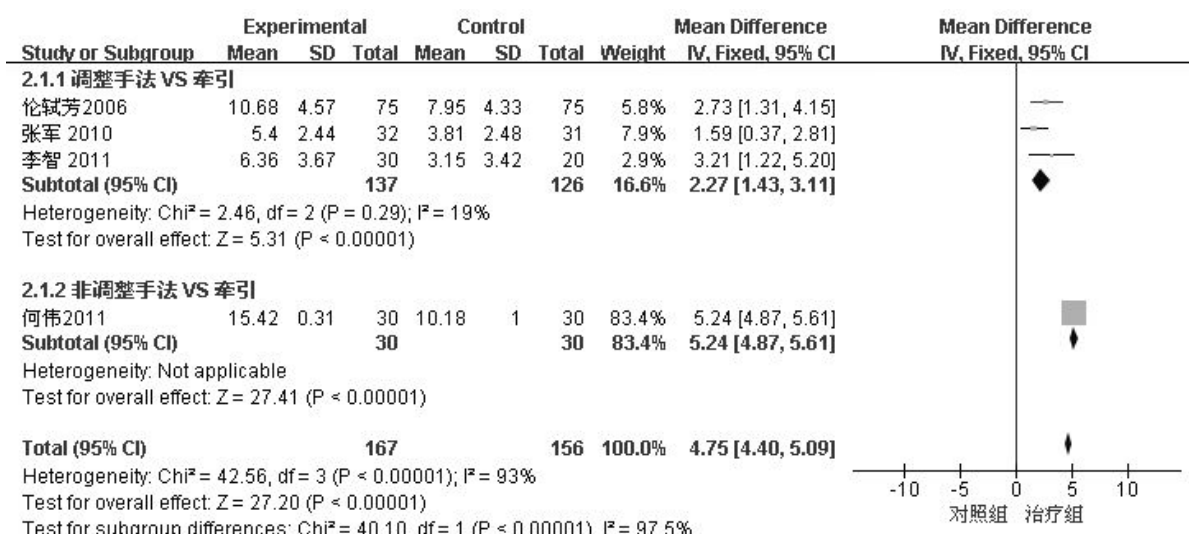 Experimental Control Mean Difference Mean Difference
Study or Subgroup Mean SD Total Mean SD Total Weight IV, Fixed, 95% CI IV, Fixed, 95% CI
2.1.1 调整手法 VS 牵引
伦轼芳2006 10.68 4.57 75 7.95 4.33 75 5.8% 2.73 [1.31, 4.15]
张军 2010 5.4 2.44 32 3.81 2.48 31 7.9% 1.59 [0.37, 2.81]
李智 2011 6.36 3.67 30 3.15 3.42 20 2.9% 3.21 [1.22, 5.20]
Subtotal (95% CI) 137 126 16.6% 2.27 [1.43, 3.11]
Heterogeneity: Chi² = 2.46, df = 2 (P = 0.29); I² = 19%
Test for overall effect: Z = 5.31 (P < 0.00001)
2.1.2 非调整手法 VS 牵引
何伟2011 15.42 0.31 30 10.18 1 30 83.4% 5.24 [4.87, 5.61]
Subtotal (95% CI) 30 30 83.4% 5.24 [4.87, 5.61]
Heterogeneity: Not applicable
Test for overall effect: Z = 27.41 (P < 0.00001)
Total (95% CI) 167 156 100.0% 4.75 [4.40, 5.09]
Heterogeneity: Chi² = 42.56, df = 3 (P < 0.00001); I² = 93%
Test for overall effect: Z = 27.20 (P < 0.00001)
Test for subgroup differences: Chi² = 40.10, df = 1 (P < 0.00001), I² = 97.5%
-10 -5 0 5 10
对照组 治疗组